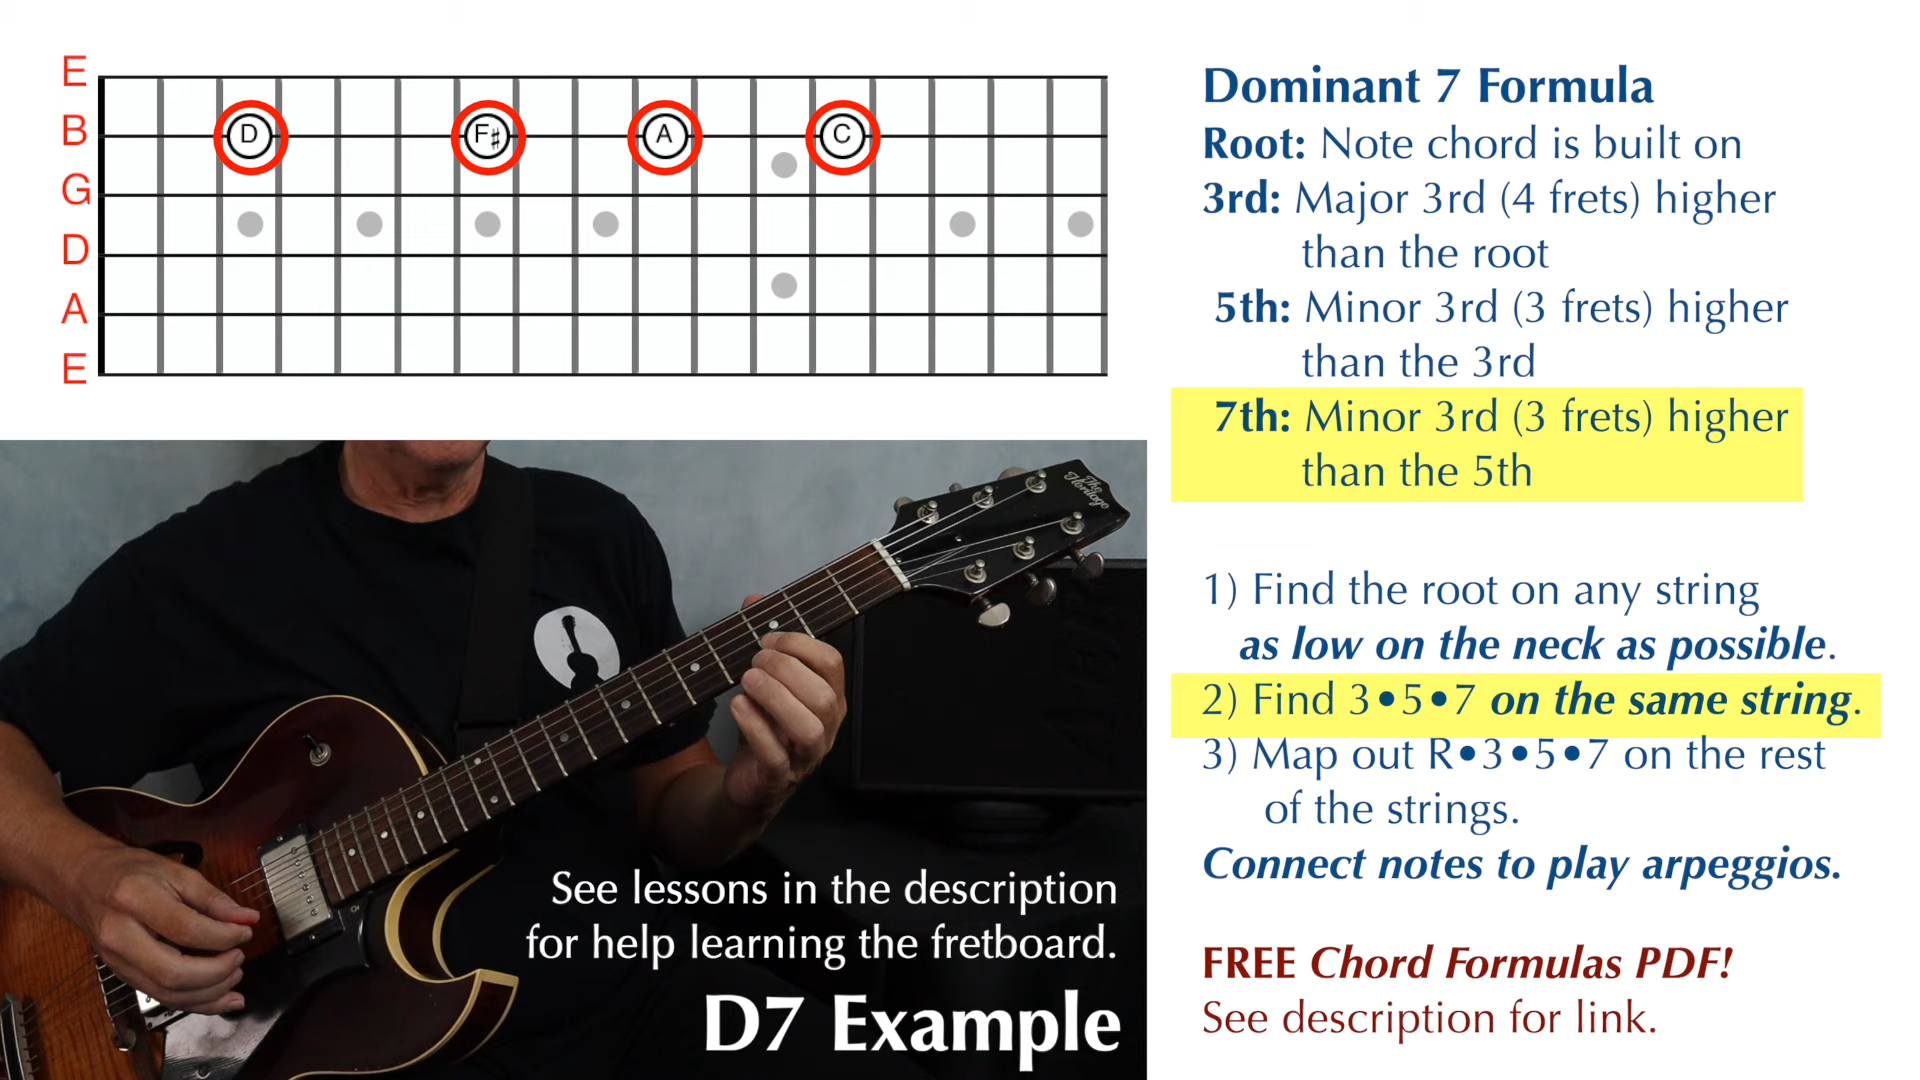 E
B
G
D
A
E
D
F♯
A
C
Dominant 7 Formula
Root: Note chord is built on
3rd: Major 3rd (4 frets) higher
than the root
5th: Minor 3rd (3 frets) higher
than the 3rd
7th: Minor 3rd (3 frets) higher
than the 5th
1) Find the root on any string
as low on the neck as possible.
2) Find 3•5•7 on the same string.
3) Map out R•3•5•7 on the rest
of the strings.
Connect notes to play arpeggios.
FREE Chord Formulas PDF!
See description for link.
The
Heritage
See lessons in the description
for help learning the fretboard.
D7 Example